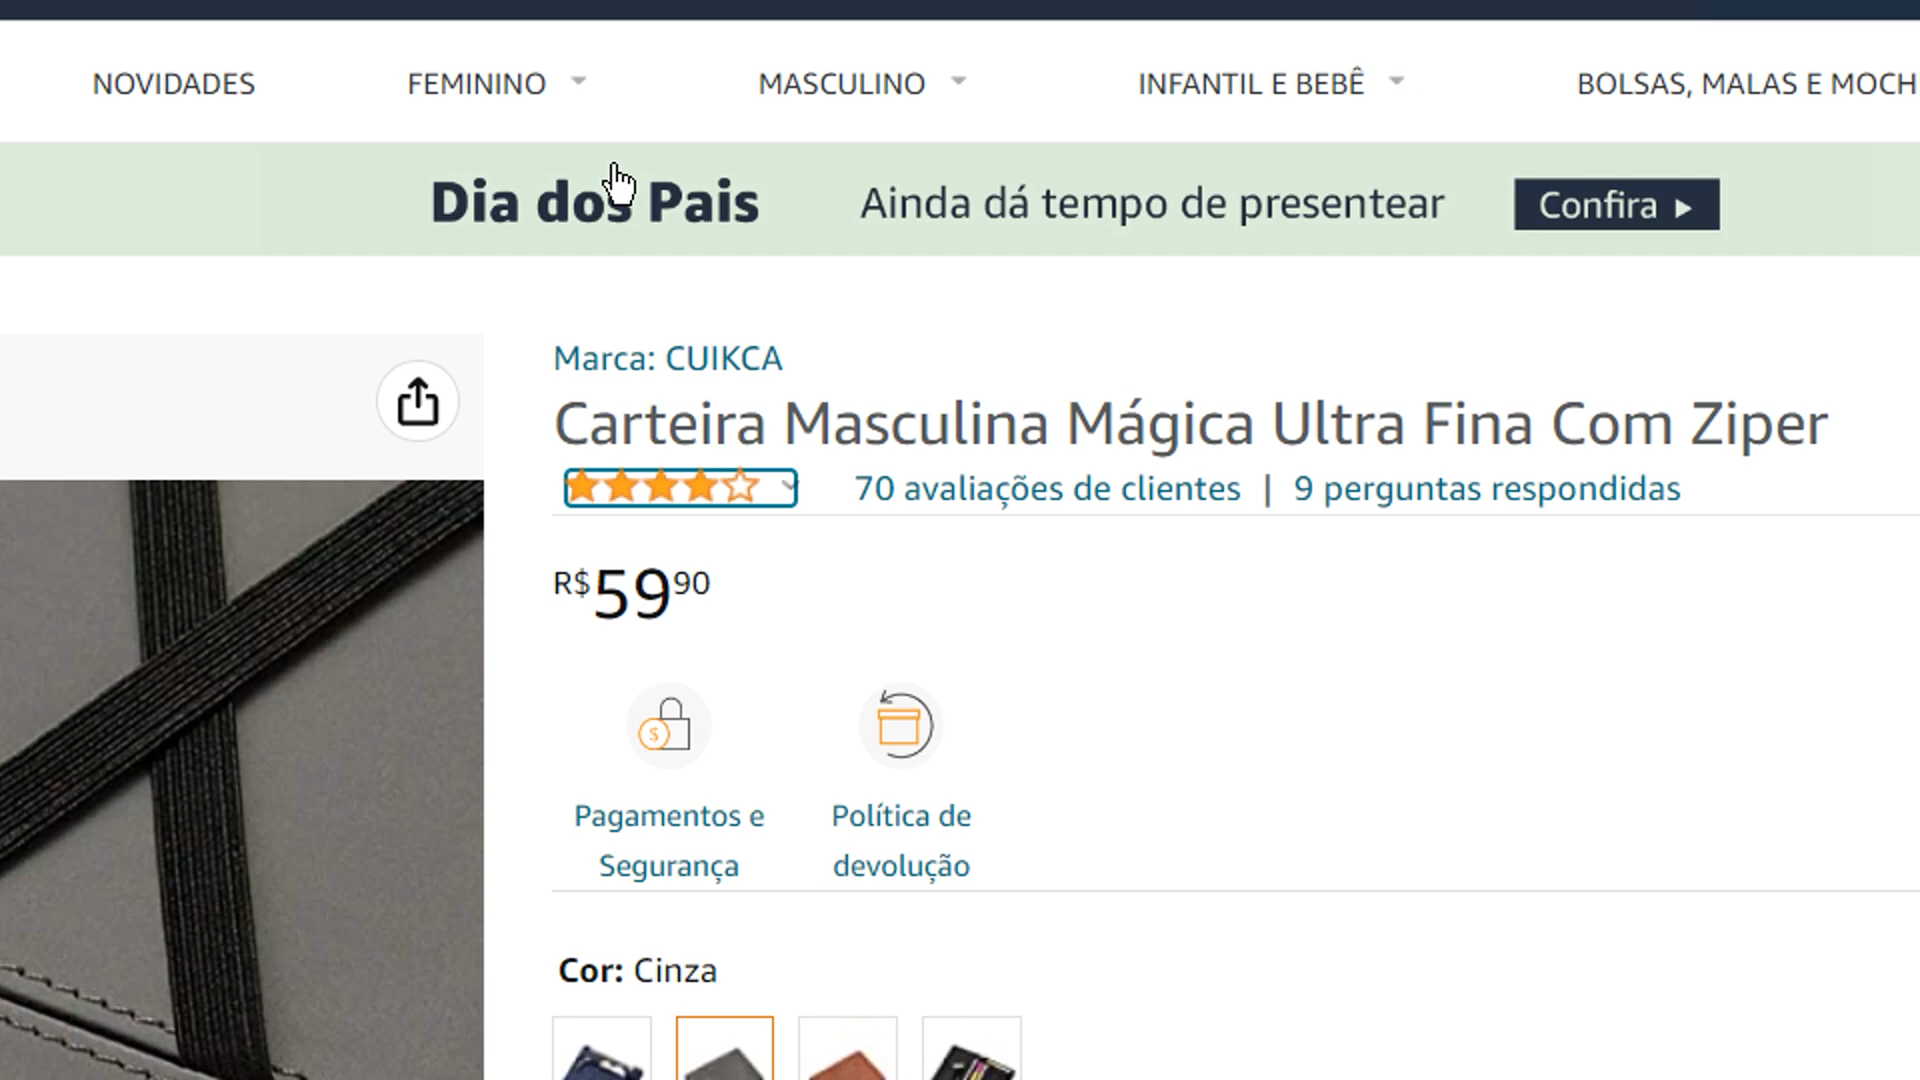 NOVIDADES FEMININO MASCULINO INFANTIL E BEBÊ BOLSAS, MALAS E MOCH
Dia dos Pais Ainda dá tempo de presentear Confira
Marca: CUIKCA
Carteira Masculina Mágica Ultra Fina Com Ziper
70 avaliações de clientes | 9 perguntas respondidas
R$5990
Pagamentos e Segurança
Política de devolução
Cor: Cinza